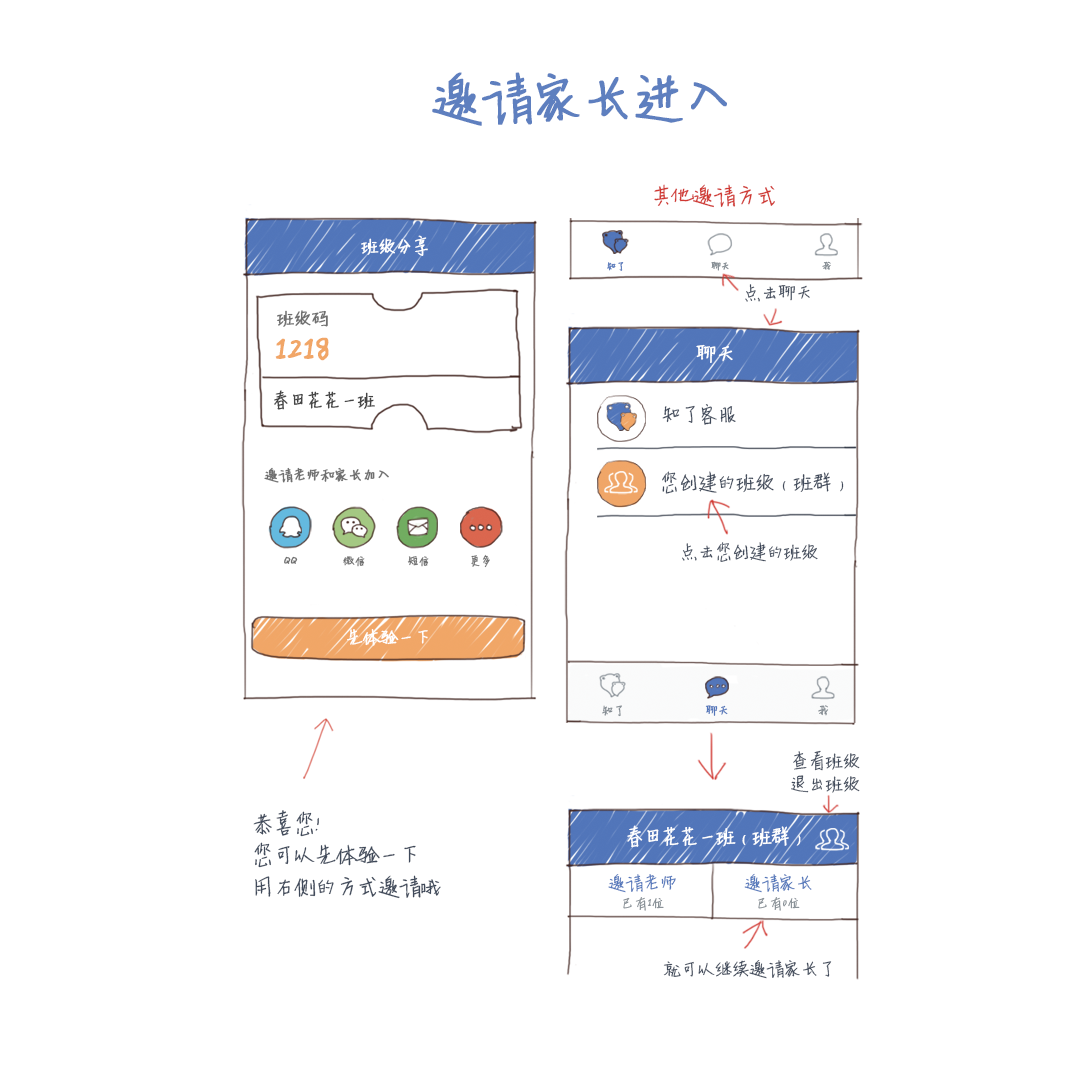 邀请家长进入
班级分享
班级码
1218
春田花花一班
邀请老师和家长加入
QQ
微信
短信
更多
先体验一下
恭喜您!
您可以先体验一下
用右侧的方式邀请哦
其他邀请方式
知了
聊天
我
点击聊天
聊天
知了客服
您创建的班级(班群)
点击您创建的班级
知了
聊天
我
查看班级
退出班级
春田花花一班(班群)
邀请老师
已有1位
邀请家长
已有0位
就可以继续邀请家长了